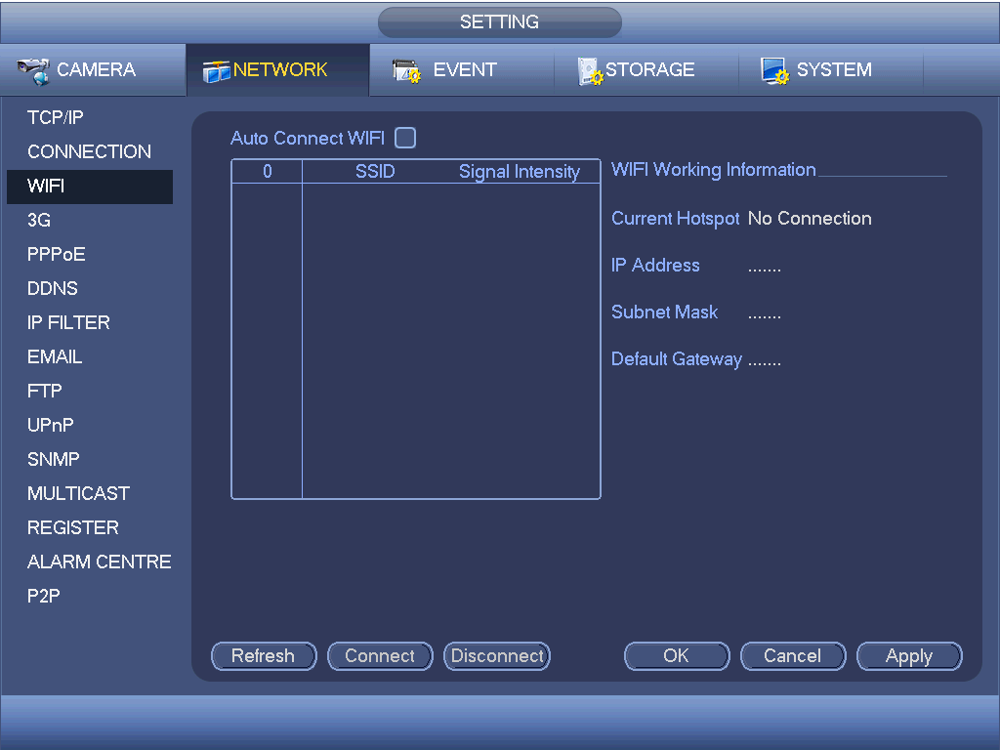 SETTING
CAMERA NETWORK EVENT STORAGE SYSTEM
TCP/IP
CONNECTION
WIFI
3G
PPPoE
DDNS
IP FILTER
EMAIL
FTP
UPnP
SNMP
MULTICAST
REGISTER
ALARM CENTRE
P2P
Auto Connect WIFI
0 SSID Signal Intensity
WIFI Working Information
Current Hotspot No Connection
IP Address .......
Subnet Mask .......
Default Gateway .......
Refresh Connect Disconnect OK Cancel Apply